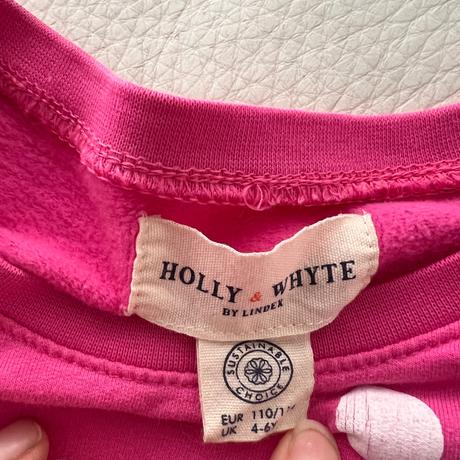 HOLLY & WHYTE
BY LINDEX
SUSTAINABLE
CHOICE
EUR 110/1
UK 4-6Y